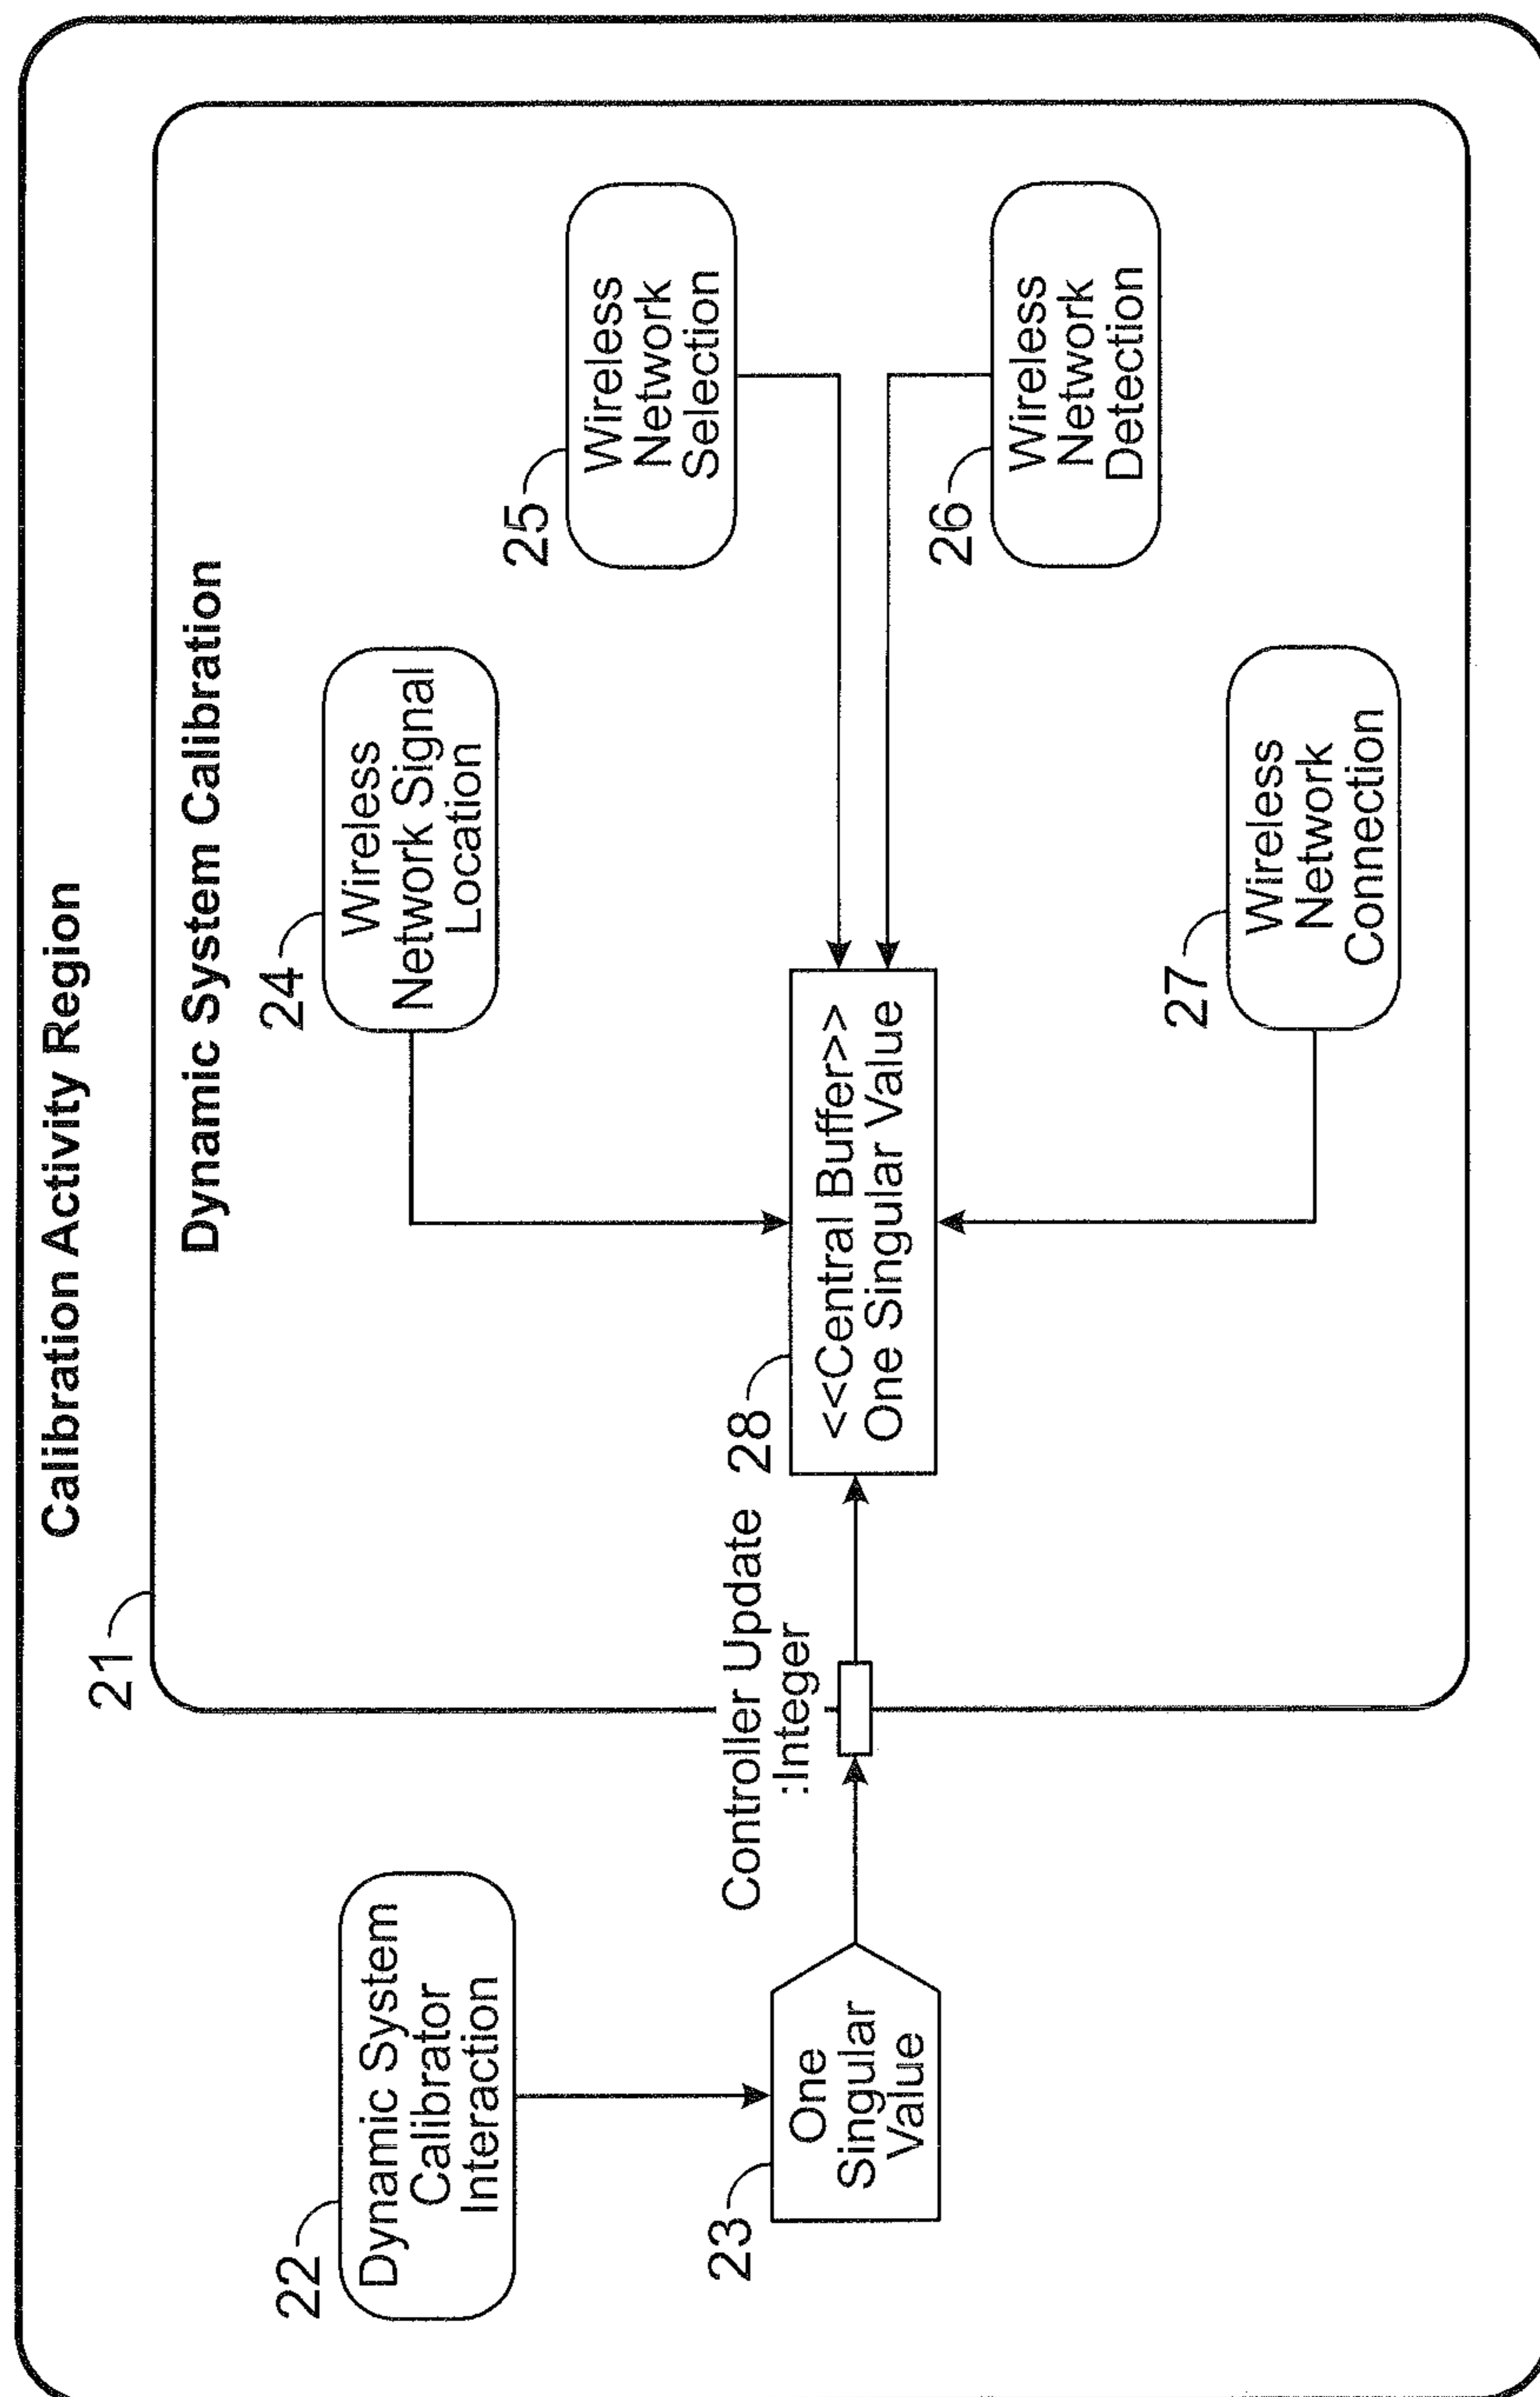 Calibration Activity Region
21
Dynamic System Calibration
22
Dynamic System
Calibrator
Interaction
23
One
Singular
Value
Controller Update
:Integer
24
Wireless
Network Signal
Location
25
Wireless
Network
Selection
26
Wireless
Network
Detection
27
Wireless
Network
Connection
28
<<Central Buffer>>
One Singular Value